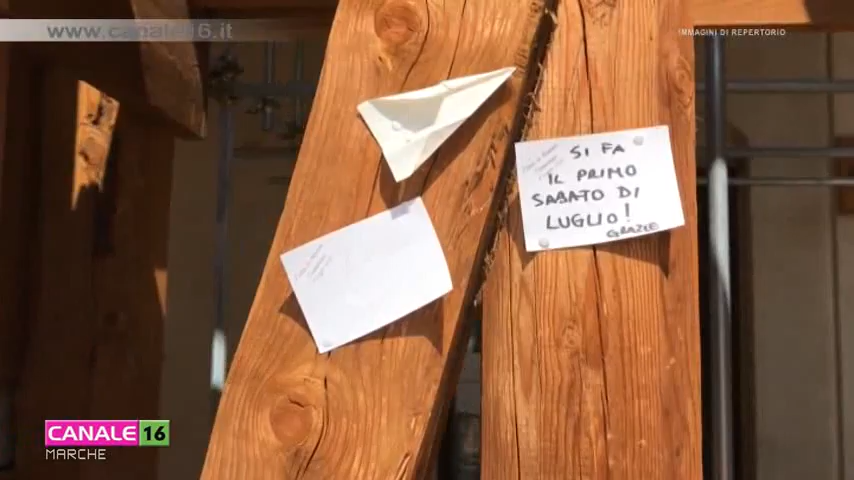 www.canale16.it
IMMAGINI DI REPERTORIO
SI FA
IL PRIMO
SABATO DI
LUGLIO!
GRAZIE
CANALE 16
MARCHE